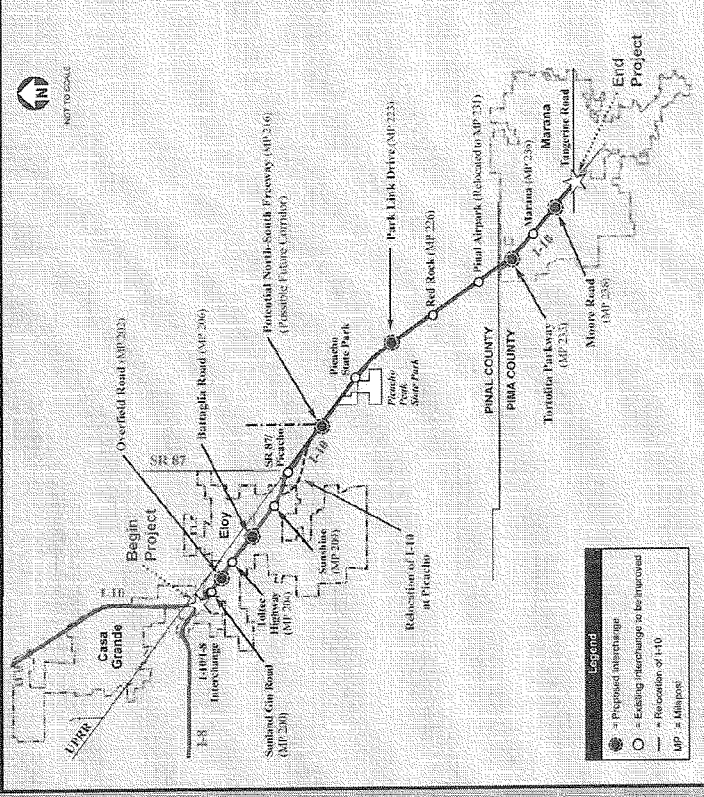 N
NOT TO SCALE
Overfield Road (MP 202)
Battaglia Road (MP 206)
Potential North-South Freeway (MP 216)
(Possible Future Corridor)
Park Link Drive (MP 223)
Red Rock (MP 226)
Pinal Airpark (Relocated to MP 231)
Marana (MP 236)
Marana
Tangerine Road
End
Project
Begin
Project
SR 87
I-10
Casa
Grande
UPRR
I-8
Eloy
SR 87/
Picacho
I-10
Picacho
State Park
Picacho
Peak
State Park
PINAL COUNTY
PIMA COUNTY
I-10
I-10/I-8
Interchange
Sunland Gin Road
(MP 200)
Toltec
Highway
Sunshine
(MP 209)
Relocation of I-10
at Picacho
Tortolita Parkway
(MP 233)
Moore Road
(MP 238)
Legend
= Proposed Interchange
= Existing Interchange to be Improved
= Relocation of I-10
MP = Milepost